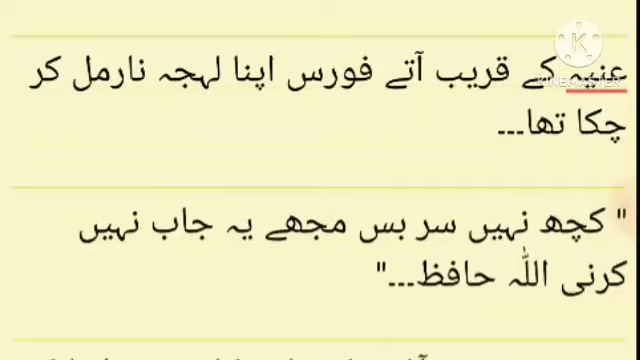 کے قریب آتے فورس اپنا لہجہ نارمل کر
چکا تھا...
" کچھ نہیں سر بس مجھے یہ جاب نہیں
کرنی اللہ حافظ..."
KINEMASTER